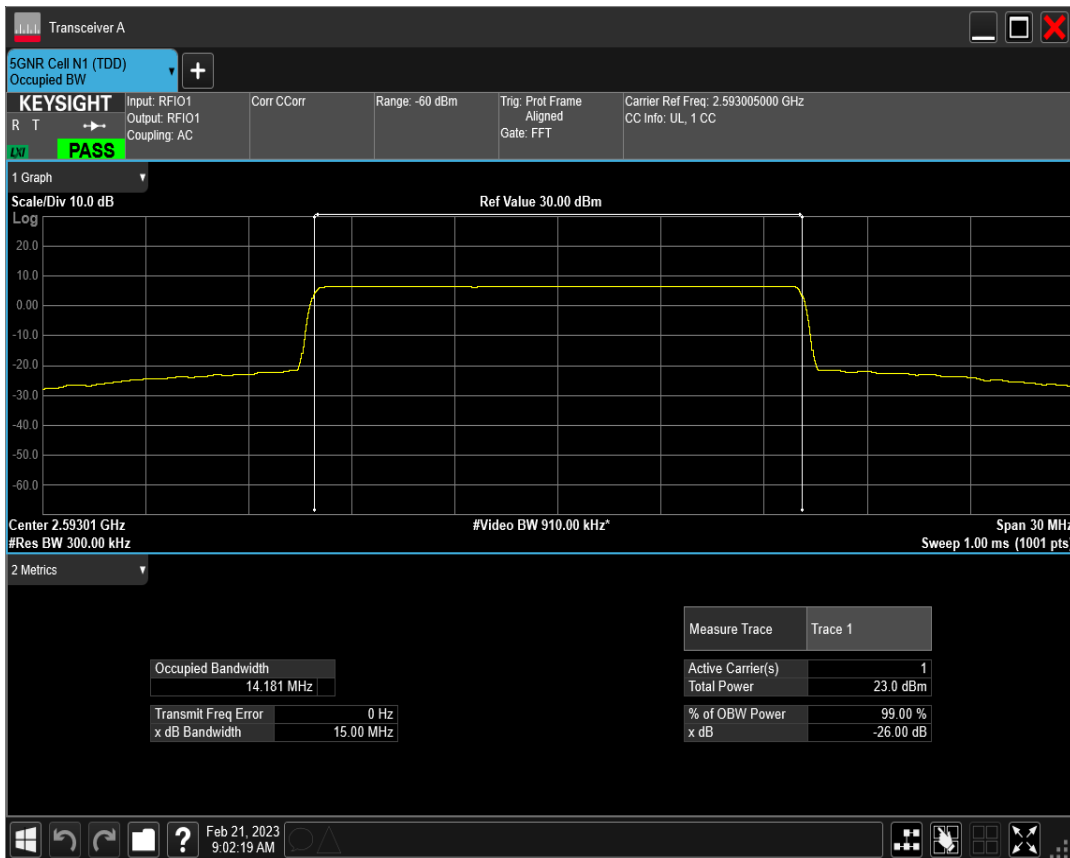 Transceiver A
5GNR Cell N1 (TDD)
Occupied BW
+
KEYSIGHT
R T
LXI
PASS
Input: RFIO1
Output: RFIO1
Coupling: AC
Corr CCorr
Range: -60 dBm
Trig: Prot Frame
Aligned
Gate: FFT
Carrier Ref Freq: 2.593005000 GHz
CC Info: UL, 1 CC
1 Graph
Scale/Div 10.0 dB
Ref Value 30.00 dBm
Log
20.0
10.0
0.00
-10.0
-20.0
-30.0
-40.0
-50.0
-60.0
Center 2.59301 GHz
#Video BW 910.00 kHz*
Span 30 MHz
#Res BW 300.00 kHz
Sweep 1.00 ms (1001 pts)
2 Metrics
Measure Trace Trace 1
Occupied Bandwidth
14.181 MHz
Active Carrier(s) 1
Total Power 23.0 dBm
Transmit Freq Error 0 Hz
x dB Bandwidth 15.00 MHz
% of OBW Power 99.00 %
x dB -26.00 dB
?
Feb 21, 2023
9:02:19 AM